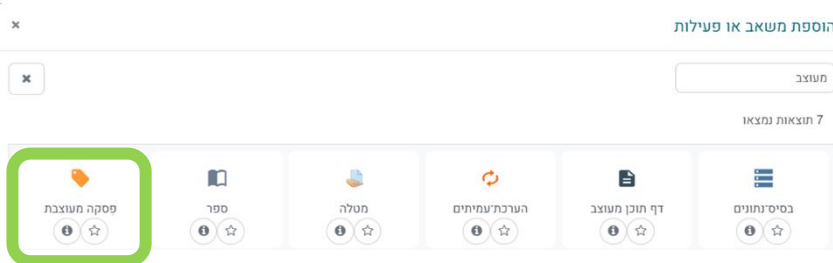 הוספת משאב או פעילות
מעוצב
7 תוצאות נמצאו
בסיס־נתונים
דף תוכן מעוצב
הערכת־עמיתים
מטלה
ספר
פסקה מעוצבת